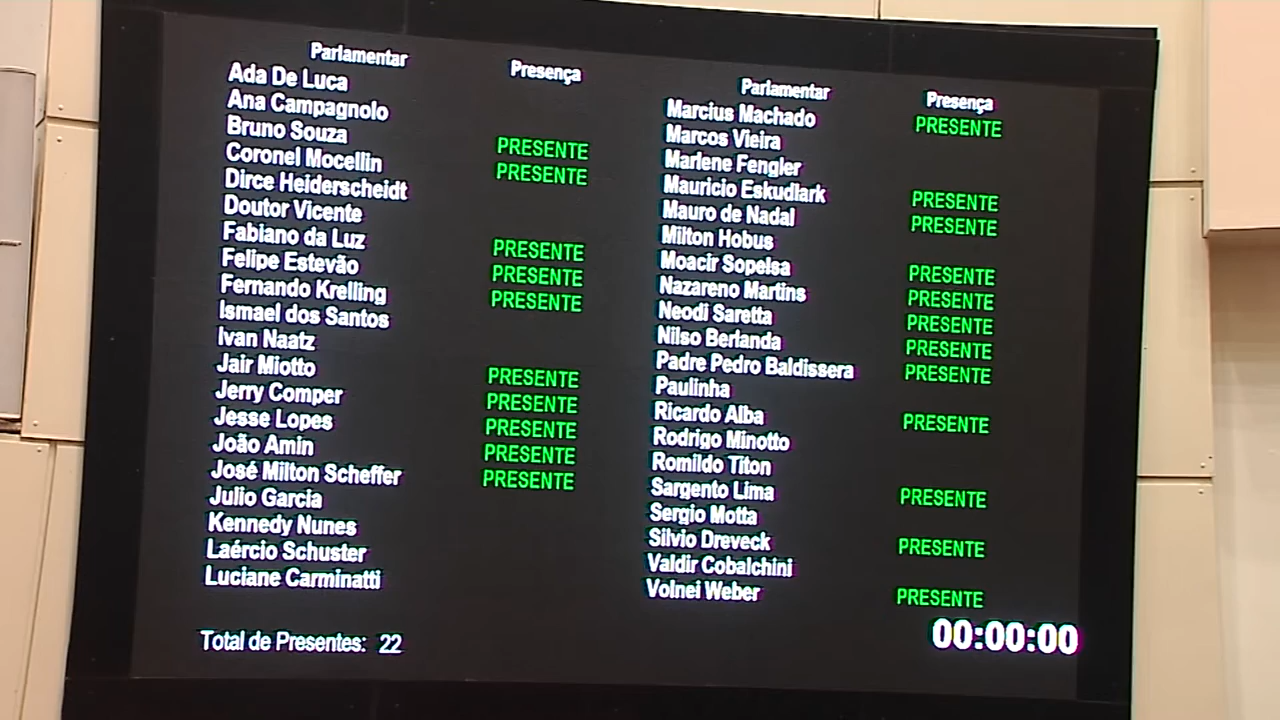 Parlamentar Presença
Ada De Luca
Ana Campagnolo
Bruno Souza PRESENTE
Coronel Mocellin PRESENTE
Dirce Heiderscheidt
Doutor Vicente
Fabiano da Luz PRESENTE
Felipe Estevão PRESENTE
Fernando Krelling PRESENTE
Ismael dos Santos
Ivan Naatz
Jair Miotto PRESENTE
Jerry Comper PRESENTE
Jesse Lopes PRESENTE
João Amin PRESENTE
José Milton Scheffer PRESENTE
Julio Garcia
Kennedy Nunes
Laércio Schuster
Luciane Carminatti
Total de Presentes: 22
Parlamentar Presença
Marcius Machado PRESENTE
Marcos Vieira
Marlene Fengler
Mauricio Eskudlark PRESENTE
Mauro de Nadal PRESENTE
Milton Hobus
Moacir Sopelsa PRESENTE
Nazareno Martins PRESENTE
Neodi Saretta PRESENTE
Nilso Berlanda PRESENTE
Padre Pedro Baldissera PRESENTE
Paulinha
Ricardo Alba PRESENTE
Rodrigo Minotto
Romildo Titon
Sargento Lima PRESENTE
Sergio Motta
Silvio Dreveck PRESENTE
Valdir Cobalchini
Volnei Weber PRESENTE
00:00:00